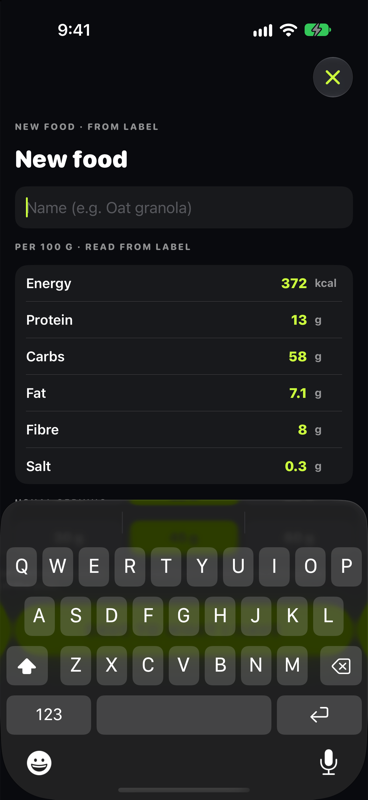 9:41
NEW FOOD · FROM LABEL
New food
Name (e.g. Oat granola)
PER 100 G · READ FROM LABEL
Energy 372 kcal
Protein 13 g
Carbs 58 g
Fat 7.1 g
Fibre 8 g
Salt 0.3 g
Q W E R T Y U I O P
A S D F G H J K L
Z X C V B N M
123